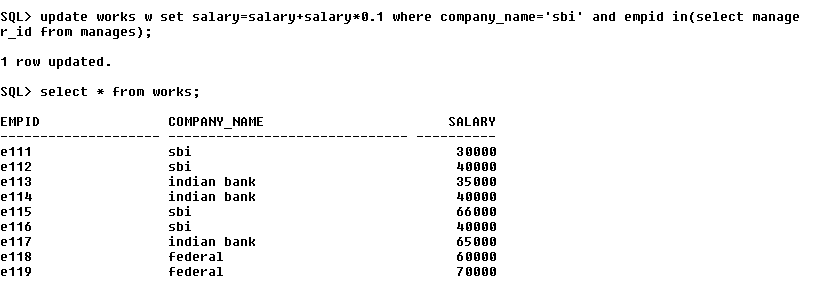 SQL> update works w set salary=salary+salary*0.1 where company_name='sbi' and empid in(select manage
r_id from manages);
1 row updated.
SQL> select * from works;
EMPID COMPANY_NAME SALARY
-------------------- ------------------------------ ----------
e111 sbi 30000
e112 sbi 40000
e113 indian bank 35000
e114 indian bank 40000
e115 sbi 66000
e116 sbi 40000
e117 indian bank 65000
e118 federal 60000
e119 federal 70000